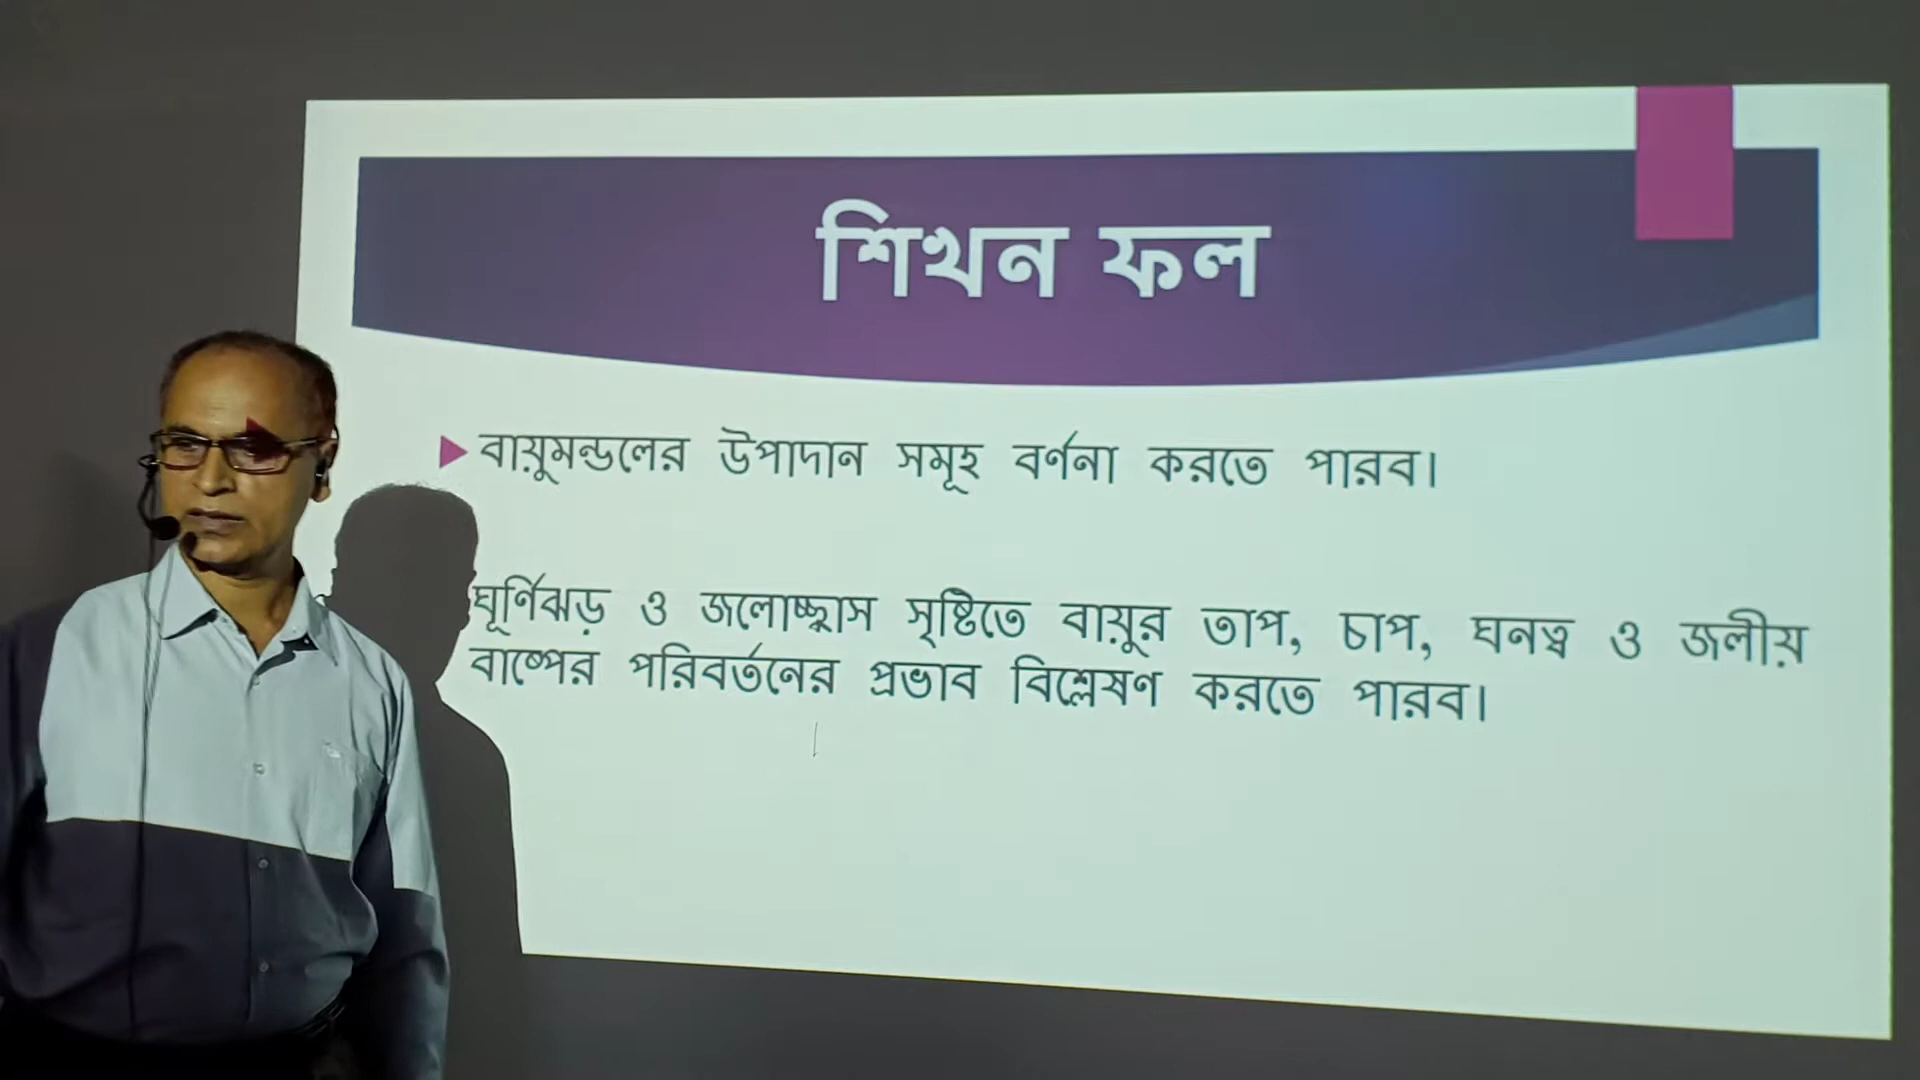 শিখন ফল
বায়ুমন্ডলের উপাদান সমূহ বর্ণনা করতে পারব।
ঘূর্ণিঝড় ও জলোচ্ছ্বাস সৃষ্টিতে বায়ুর তাপ, চাপ, ঘনত্ব ও জলীয়
বাষ্পের পরিবর্তনের প্রভাব বিশ্লেষণ করতে পারব।